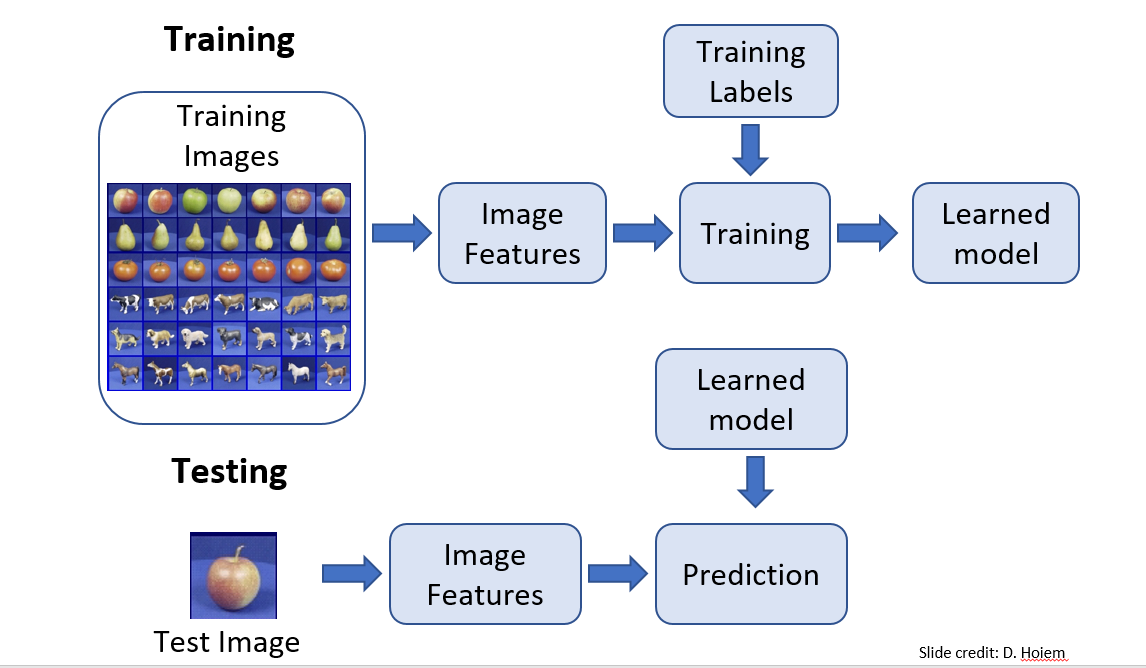 Training
Training
Images
Training
Labels
Image
Features
Training
Learned
model
Testing
Test Image
Image
Features
Learned
model
Prediction
Slide credit: D. Hoiem